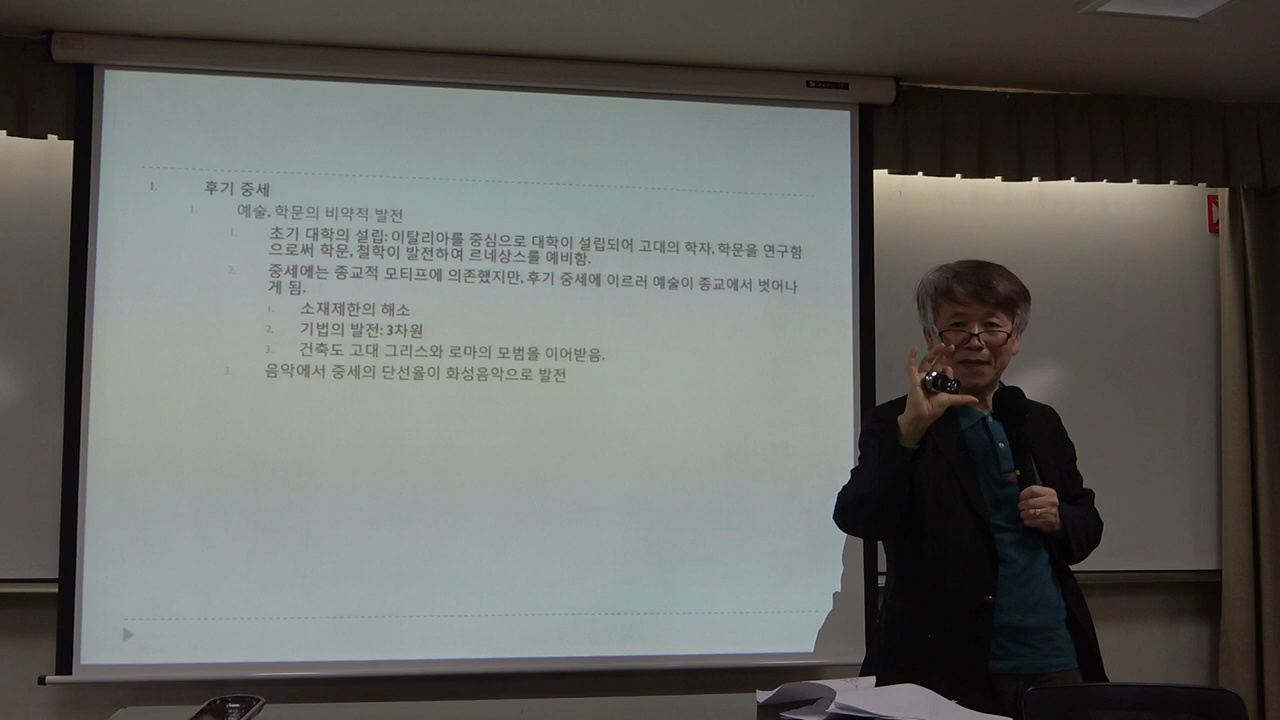 I. 후기 중세
1. 예술, 학문의 비약적 발전
1. 초기 대학의 설립: 이탈리아를 중심으로 대학이 설립되어 고대의 학자, 학문을 연구함
으로써 학문, 철학이 발전하여 르네상스를 예비함.
2. 중세에는 종교적 모티프에 의존했지만, 후기 중세에 이르러 예술이 종교에서 벗어나
게 됨.
1. 소재제한의 해소
2. 기법의 발전: 3차원
3. 건축도 고대 그리스와 로마의 모범을 이어받음.
3. 음악에서 중세의 단선율이 화성음악으로 발전